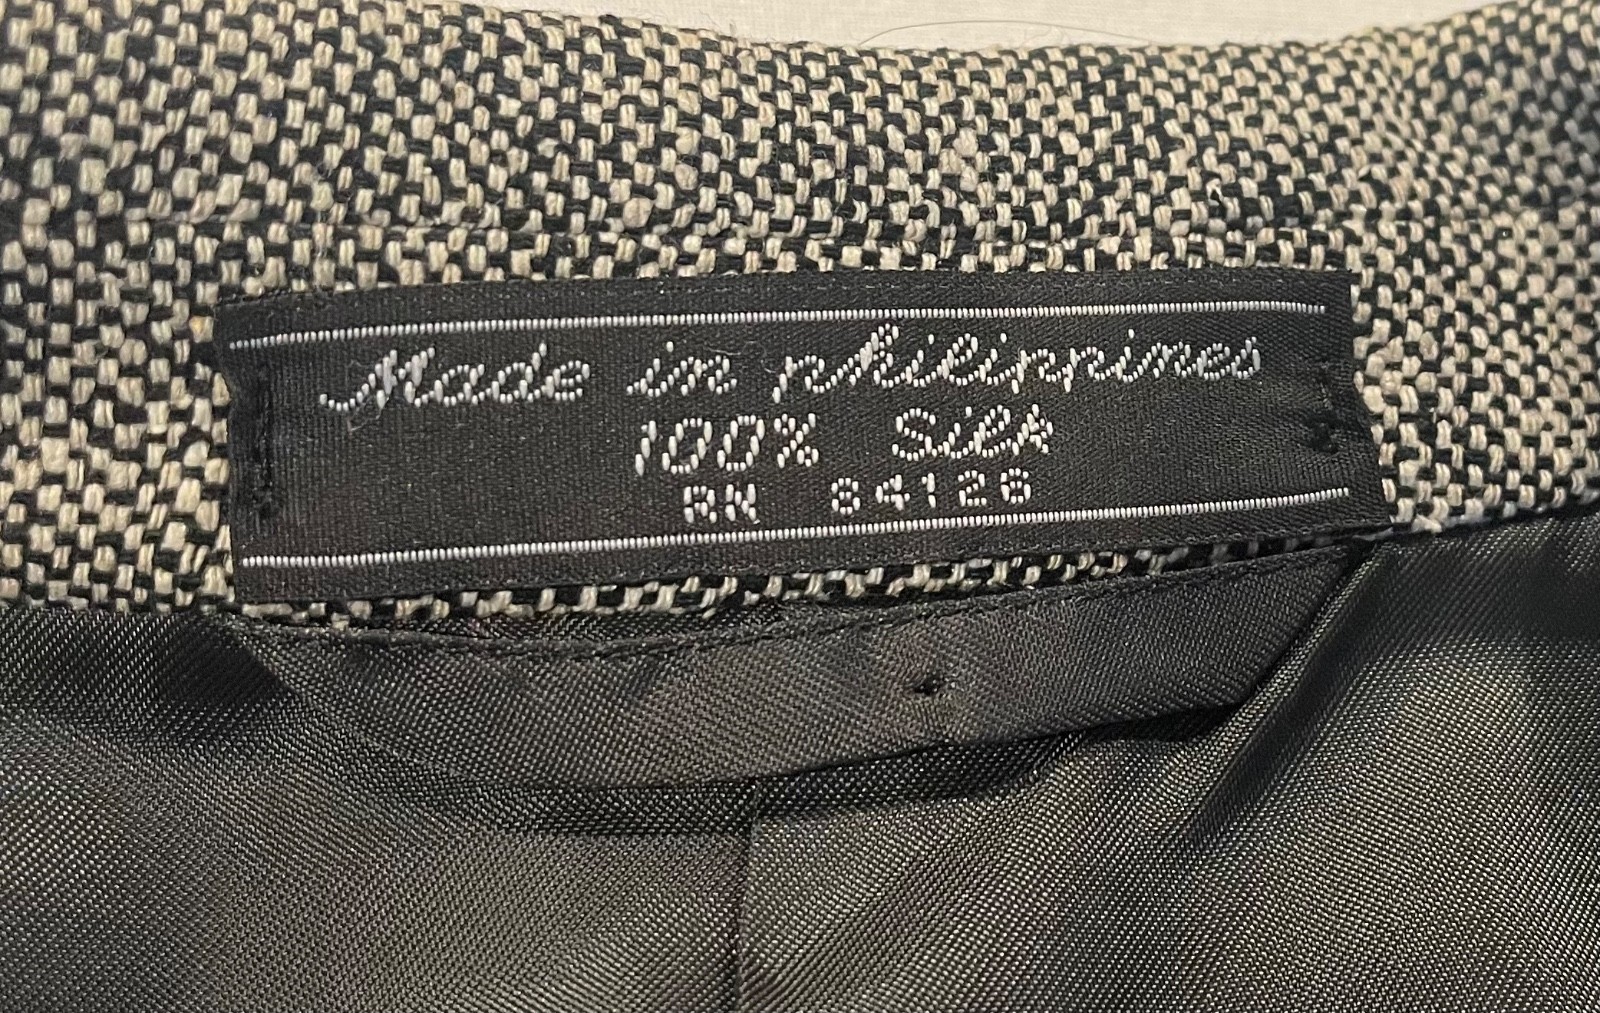 Made in philippines
100% Silk
RN 84126